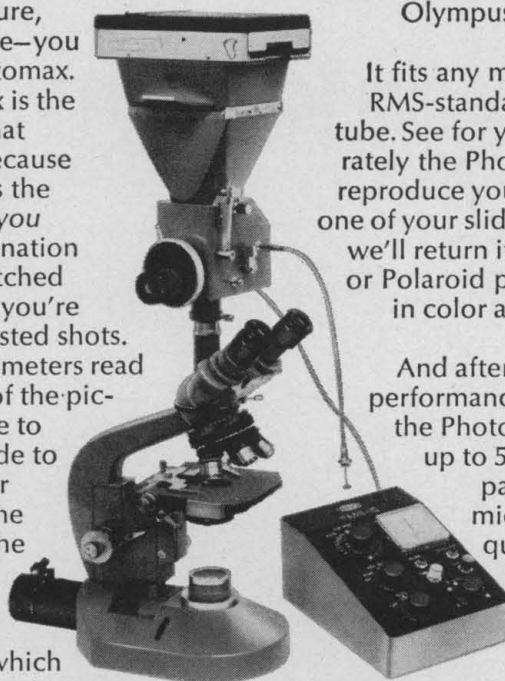 ure,
e—you
tomax.
x is the
nat
ecause
s the
you
nation
tched
you're
sted shots.
meters read
of the pic-
e to
de to
r
ne
he
which
Olympus
It fits any m
RMS-standa
tube. See for y
rately the Pho
reproduce you
one of your slid
we'll return it
or Polaroid p
in color a
And after
performanc
the Photo
up to 5
pa
mic
qu